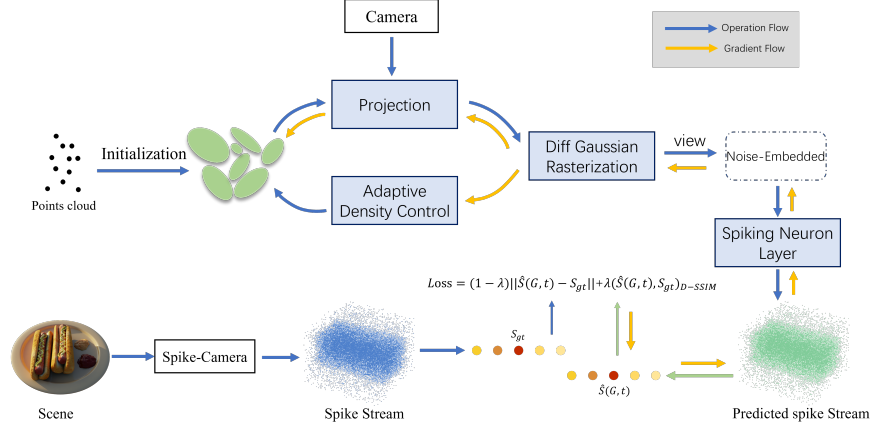 Camera
Operation Flow
Gradient Flow
Projection
Initialization
Points cloud
Adaptive
Density Control
Diff Gaussian
Rasterization
view
Noise-Embedded
Spiking Neuron
Layer
Loss = (1 − λ)||Ŝ(G, t) − S_gt||+λ(Ŝ(G, t), S_gt)_D−SSIM
S_gt
Ŝ(G, t)
Spike-Camera
Scene
Spike Stream
Predicted spike Stream